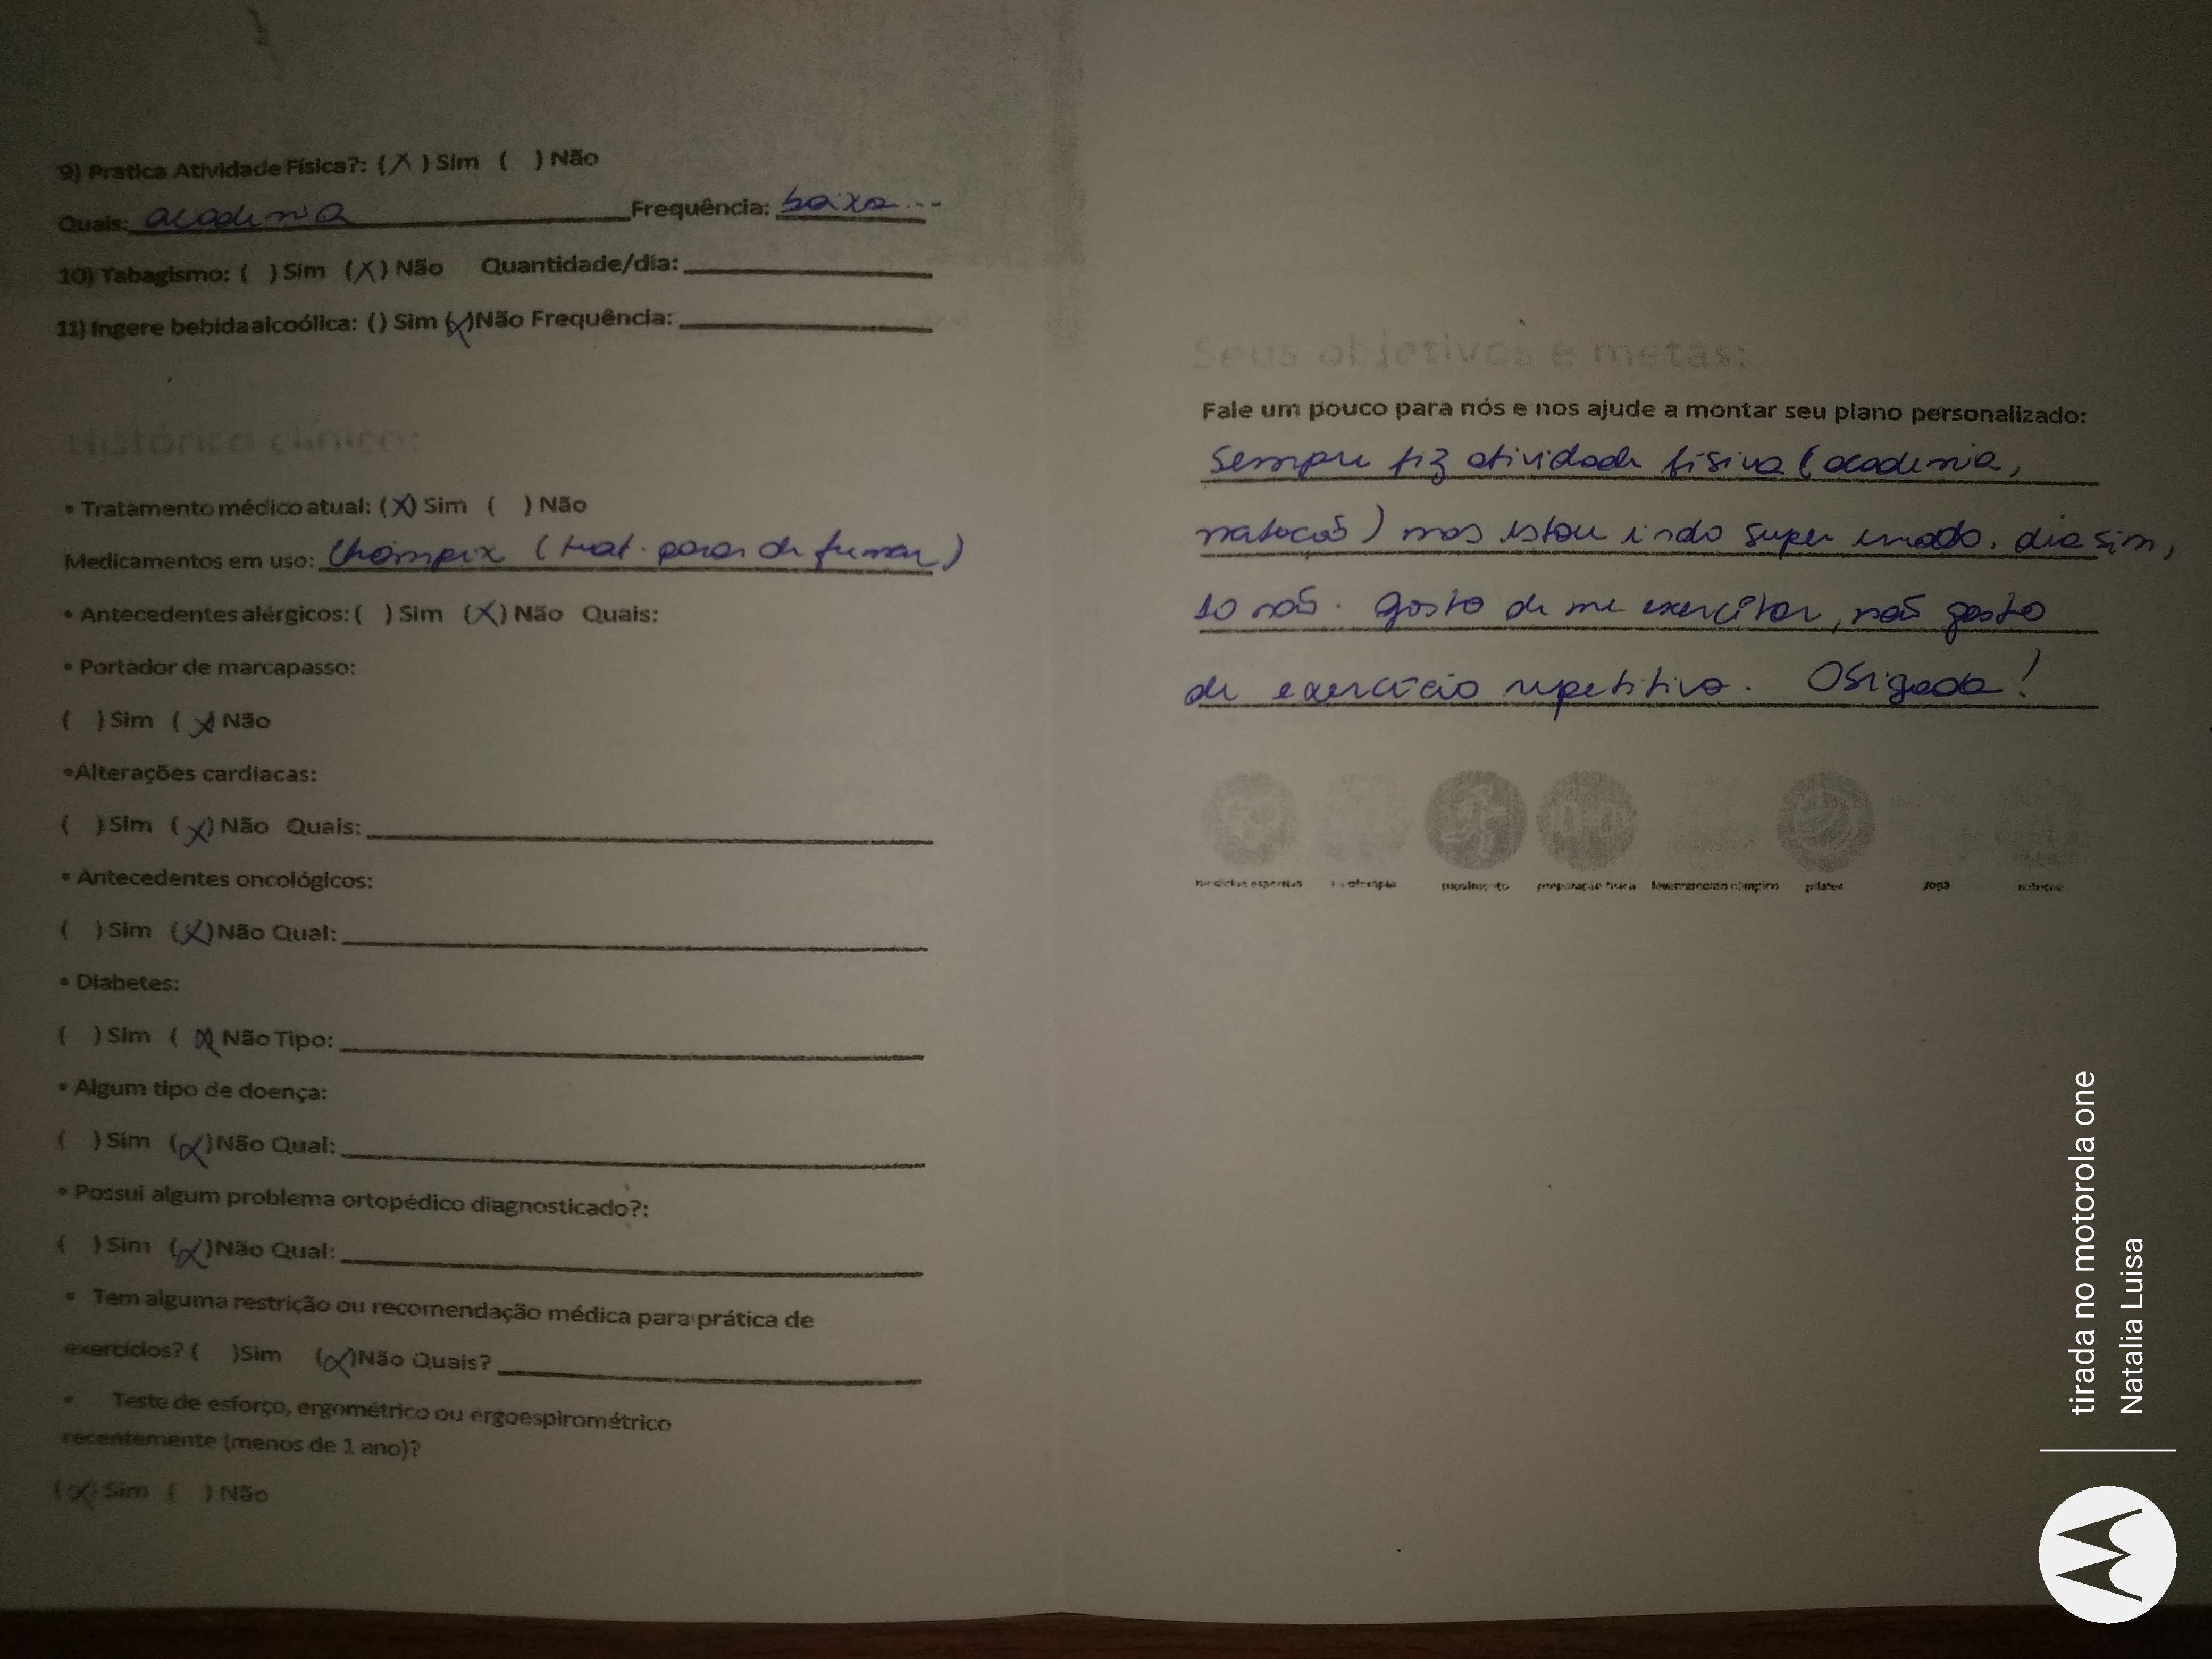 9) Pratica Atividade Física?: (X) Sim ( ) Não
Quais: academia Frequência: baixa...
10) Tabagismo: ( ) Sim (X) Não Quantidade/dia:
11) Ingere bebida alcoólica: () Sim (X) Não Frequência:
Histórico clínico:
• Tratamento médico atual: (X) Sim ( ) Não
Medicamentos em uso: Champix (trat. parar de fumar)
• Antecedentes alérgicos: ( ) Sim (X) Não Quais:
• Portador de marcapasso:
( ) Sim (X) Não
• Alterações cardiacas:
( ) Sim (X) Não Quais:
• Antecedentes oncológicos:
( ) Sim (X) Não Qual:
• Diabetes:
( ) Sim (X) Não Tipo:
• Algum tipo de doença:
( ) Sim (X) Não Qual:
• Possui algum problema ortopédico diagnosticado?:
( ) Sim (X) Não Qual:
• Tem alguma restrição ou recomendação médica para prática de
exercícios? ( ) Sim (X) Não Quais?
• Teste de esforço, ergométrico ou ergoespirométrico
recentemente (menos de 1 ano)?
(X) Sim ( ) Não
Seus objetivos e metas:
Fale um pouco para nós e nos ajude a montar seu plano personalizado:
Sempre fiz atividade física (academia,
natação) mas estou indo super dia sim,
10 não. Gosto de me exercitar, não gosto
de exercício repetitivo. Obrigada!
medicina esportiva fisioterapia movimento preparação física levantamento olímpico pilates yoga
tirada no motorola one
Natalia Luisa